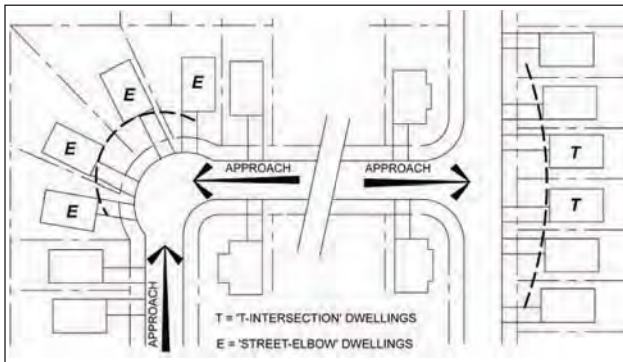 E
E
E
E
APPROACH
APPROACH
T
T
APPROACH
T = 'T-INTERSECTION' DWELLINGS
E = 'STREET-ELBOW' DWELLINGS